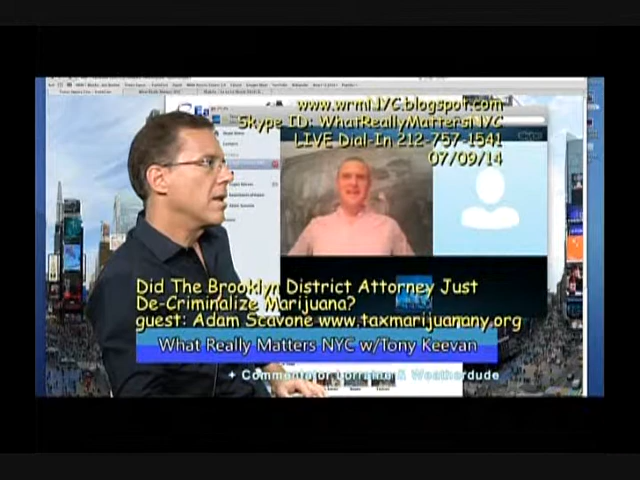 www.wrmNYC.blogspot.com
Skype ID: WhatReallyMattersNYC
LIVE Dial-In 212-757-1541
07/09/14
Did The Brooklyn District Attorney Just
De-Criminalize Marijuana?
guest: Adam Scavone www.taxmarijuanany.org
What Really Matters NYC w/Tony Keevan
+ Commentator Lorraine & Weatherdude